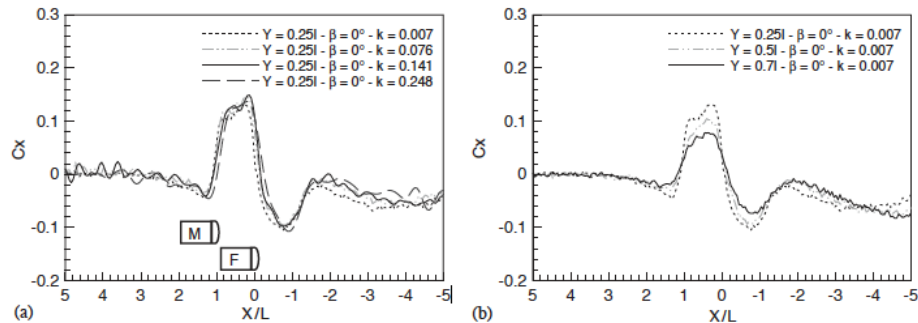 0.3
0.2
0.1
0
-0.1
-0.2
Cx
Y = 0.25l - β = 0° - k = 0.007
Y = 0.25l - β = 0° - k = 0.076
Y = 0.25l - β = 0° - k = 0.141
Y = 0.25l - β = 0° - k = 0.248
M
F
5 4 3 2 1 0 -1 -2 -3 -4 -5
X/L
(a)
0.3
0.2
0.1
0
-0.1
-0.2
Cx
Y = 0.25l - β = 0° - k = 0.007
Y = 0.5l - β = 0° - k = 0.007
Y = 0.7l - β = 0° - k = 0.007
5 4 3 2 1 0 -1 -2 -3 -4 -5
X/L
(b)